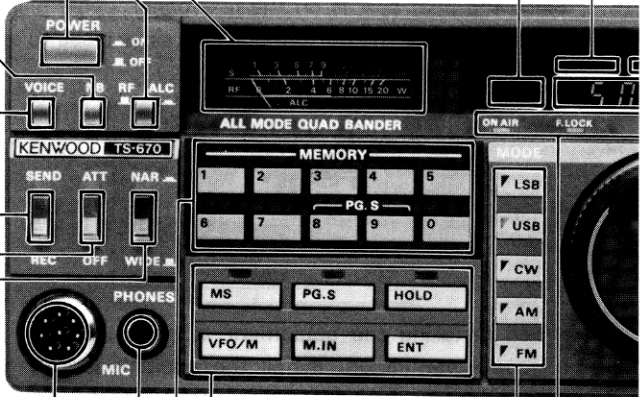 POWER
ON
OFF
VOICE NB RF ALC
S 1 3 5 7 9
RF 0 2 4 6 8 10 15 20 W
ALC
ALL MODE QUAD BANDER
ON AIR F.LOCK
KENWOOD TS-670
SEND ATT NAR
REC OFF WIDE
PHONES
MIC
MEMORY
1 2 3 4 5
PG.S
6 7 8 9 0
MS PG.S HOLD
VFO/M M.IN ENT
MODE
LSB
USB
CW
AM
FM